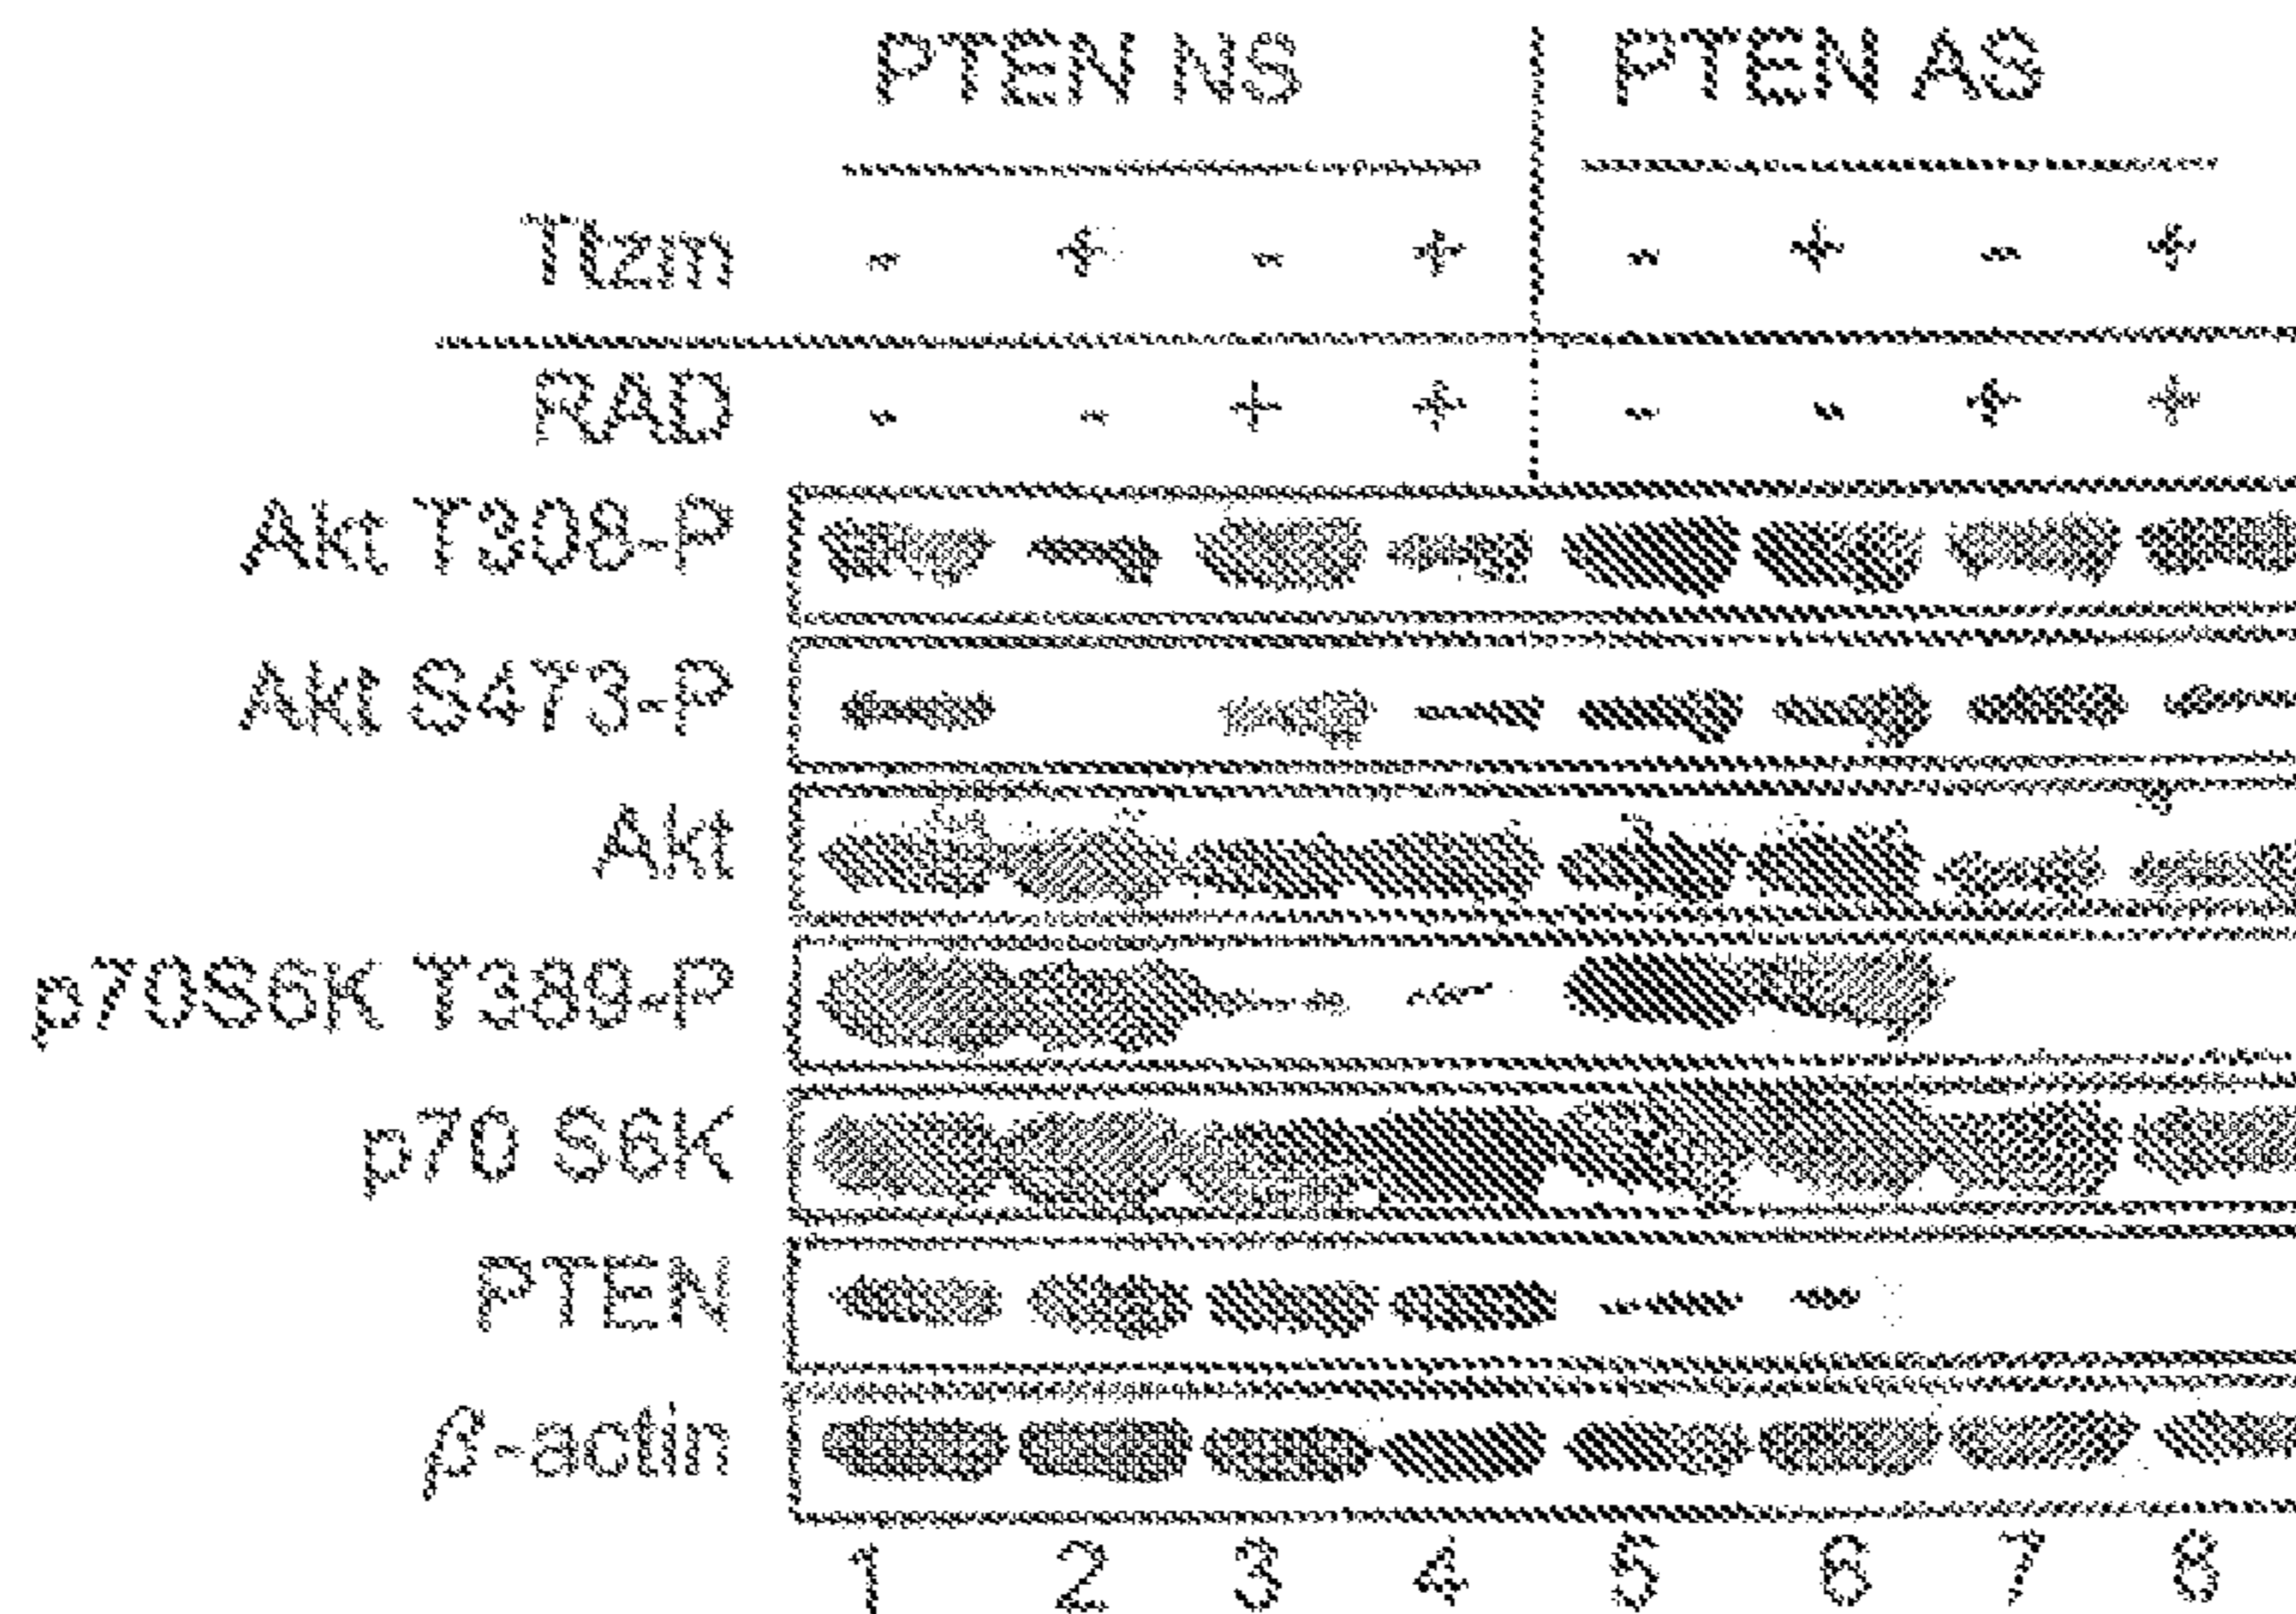 PTEN NS PTEN AS
Ttzm - + - + - + - +
RAD - - + + - - + +
Akt T308-P
Akt S473-P
Akt
p70S6K T389-P
p70 S6K
PTEN
β-actin
1 2 3 4 5 6 7 8